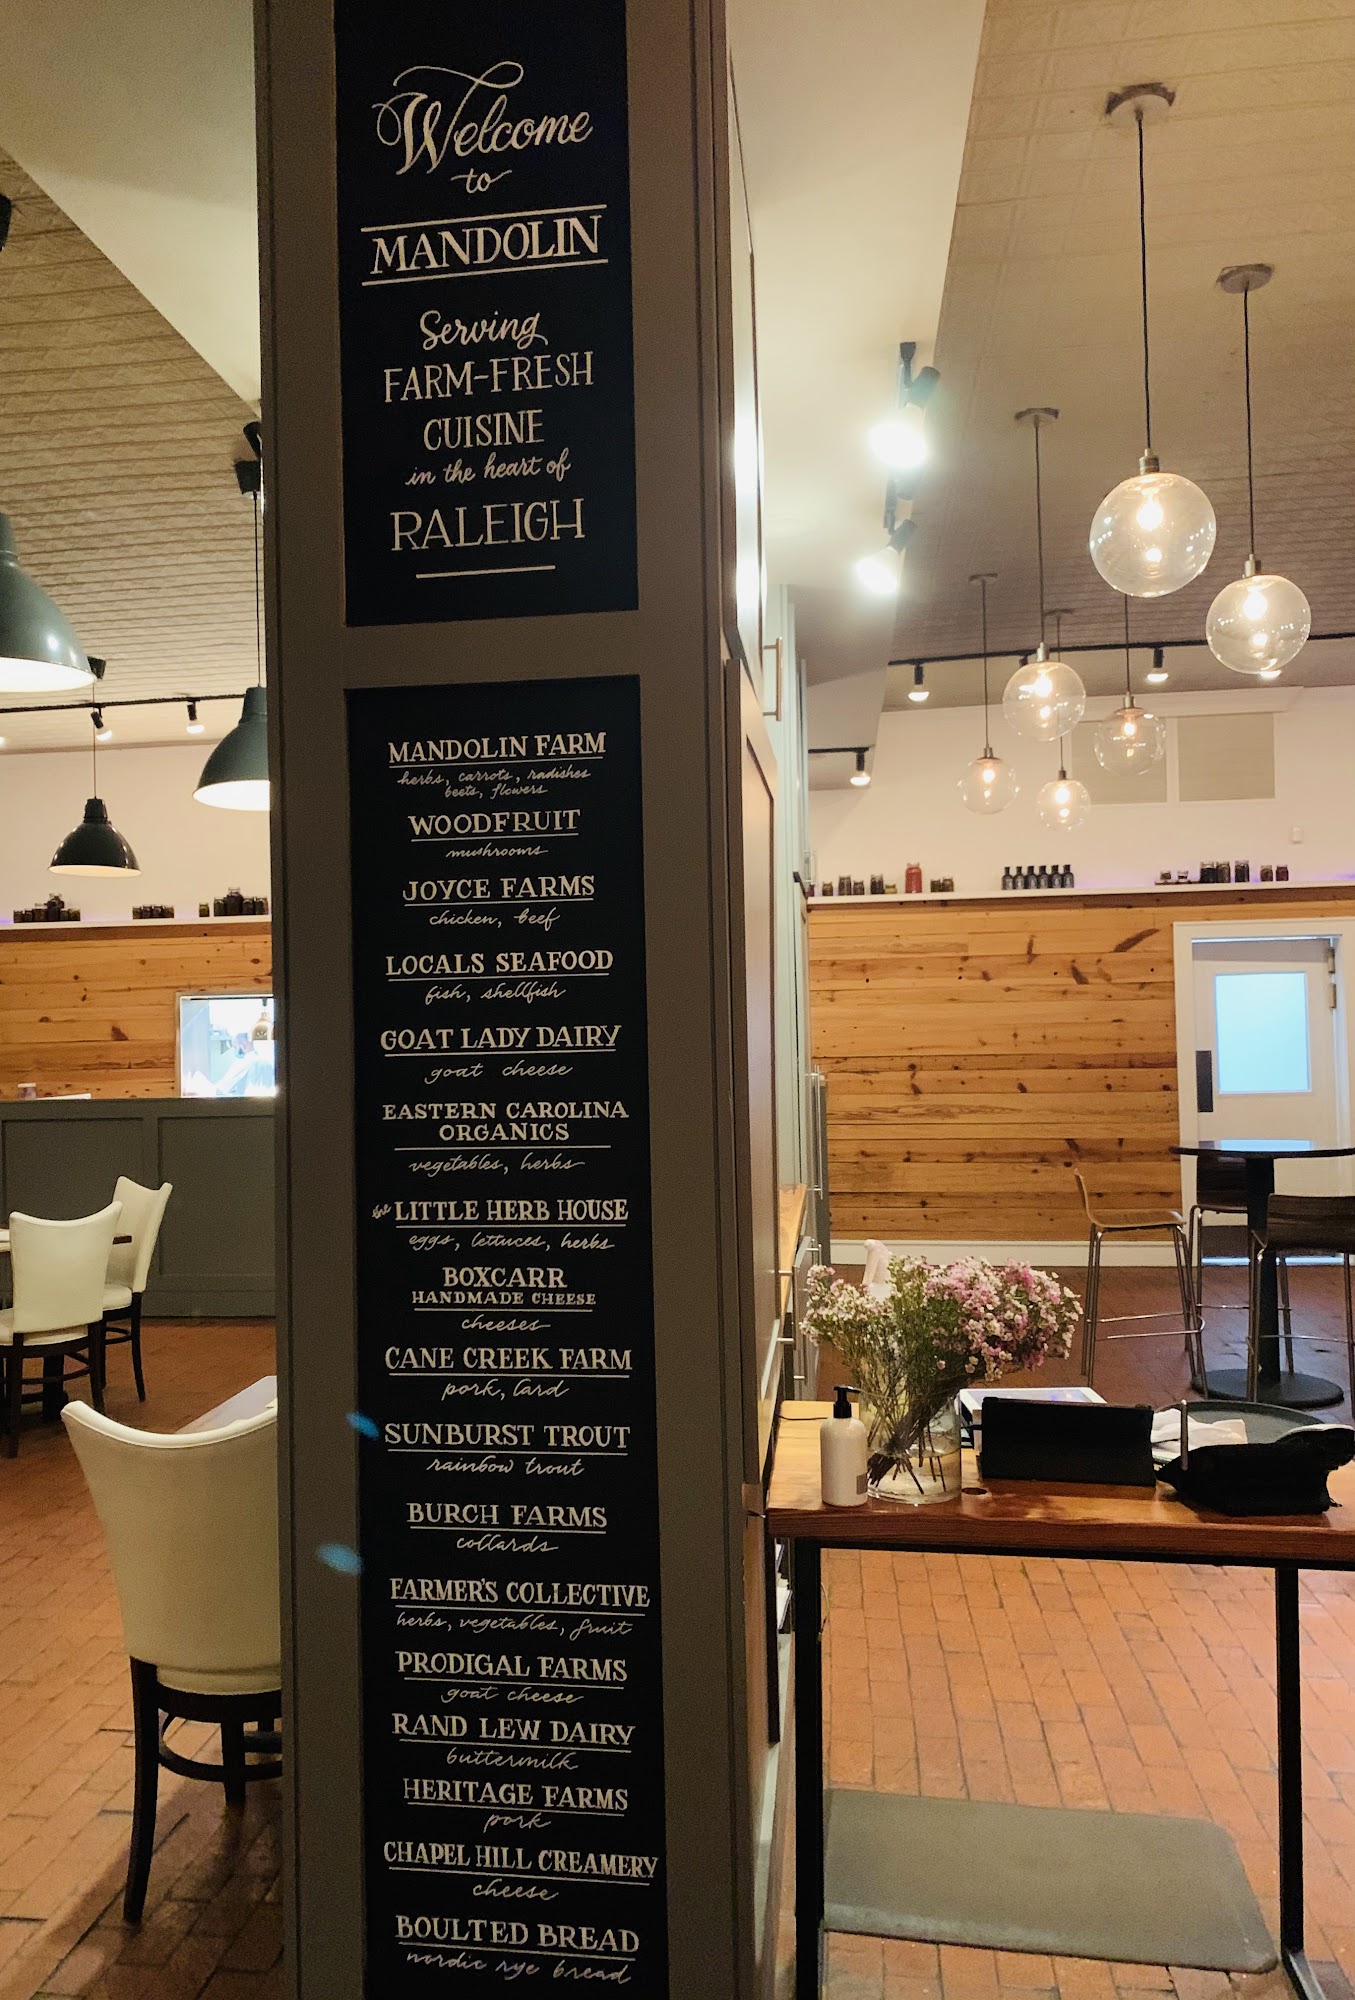 Welcome
to
MANDOLIN
Serving
FARM-FRESH
CUISINE
in the heart of
RALEIGH
MANDOLIN FARM
herbs, carrots, radishes
beets, flowers
WOODFRUIT
mushrooms
JOYCE FARMS
chicken, beef
LOCALS SEAFOOD
fish, shellfish
GOAT LADY DAIRY
goat cheese
EASTERN CAROLINA
ORGANICS
vegetables, herbs
the LITTLE HERB HOUSE
eggs, lettuces, herbs
BOXCARR
HANDMADE CHEESE
cheeses
CANE CREEK FARM
pork, lard
SUNBURST TROUT
rainbow trout
BURCH FARMS
collards
FARMER'S COLLECTIVE
herbs, vegetables, fruit
PRODIGAL FARMS
goat cheese
RAND LEW DAIRY
buttermilk
HERITAGE FARMS
pork
CHAPEL HILL CREAMERY
cheese
BOULTED BREAD
nordic rye bread